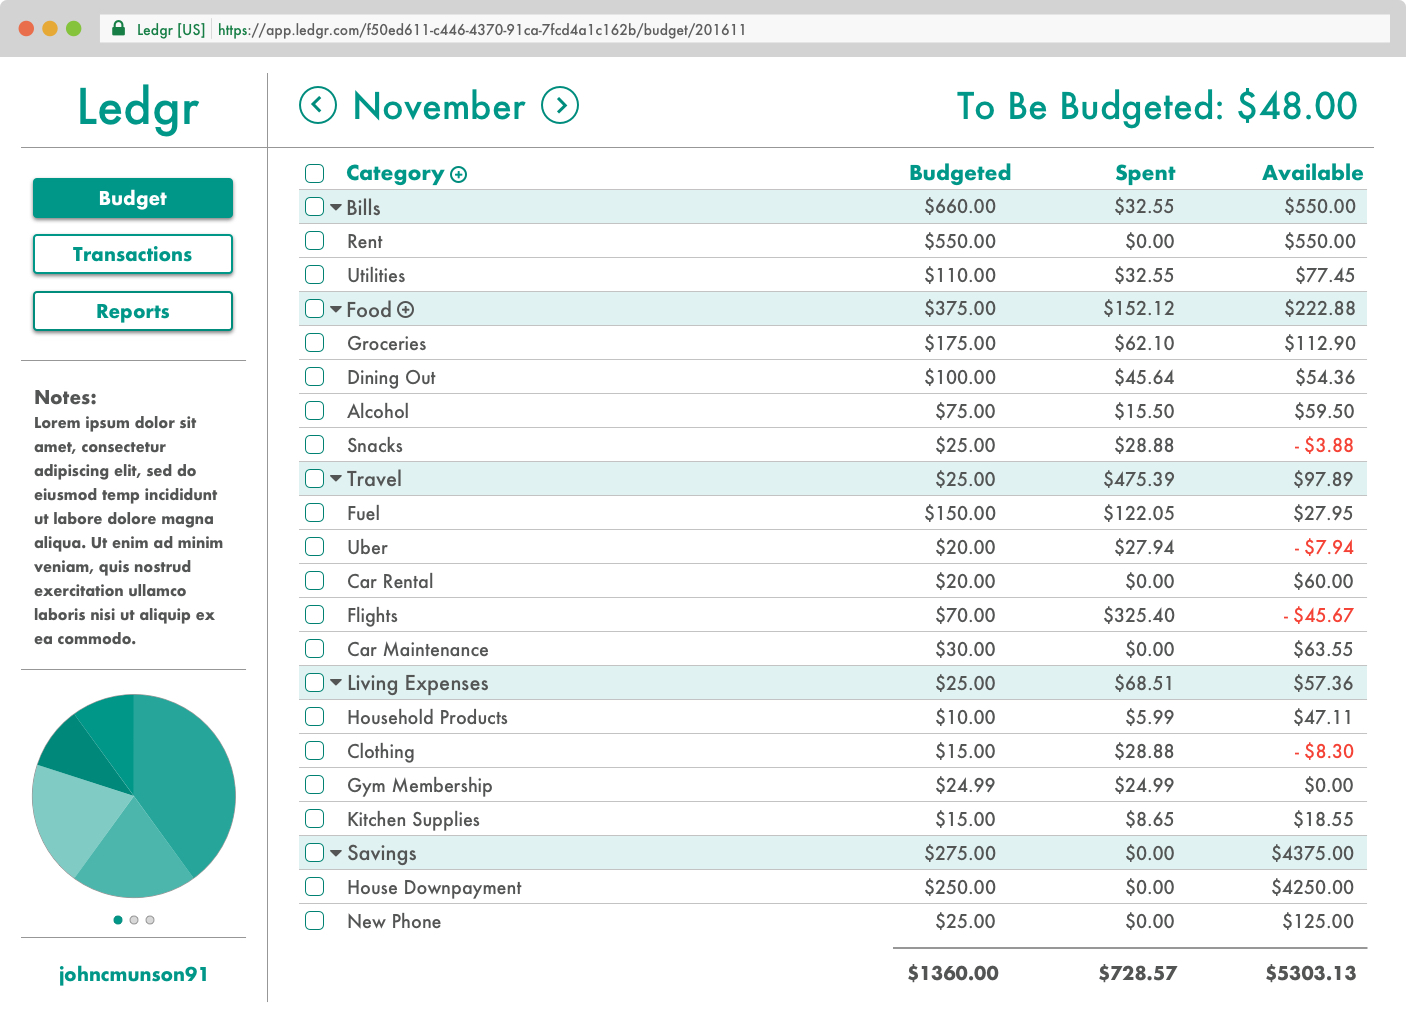 Ledgr [US] https://app.ledgr.com/f50ed611-c446-4370-91ca-7fcd4a1c162b/budget/201611
Ledgr
November
To Be Budgeted: $48.00
Budget
Transactions
Reports
Notes:
Lorem ipsum dolor sit
amet, consectetur
adipiscing elit, sed do
eiusmod temp incididunt
ut labore dolore magna
aliqua. Ut enim ad minim
veniam, quis nostrud
exercitation ullamco
laboris nisi ut aliquip ex
ea commodo.
johncmunson91
Category Budgeted Spent Available
Bills $660.00 $32.55 $550.00
Rent $550.00 $0.00 $550.00
Utilities $110.00 $32.55 $77.45
Food $375.00 $152.12 $222.88
Groceries $175.00 $62.10 $112.90
Dining Out $100.00 $45.64 $54.36
Alcohol $75.00 $15.50 $59.50
Snacks $25.00 $28.88 - $3.88
Travel $25.00 $475.39 $97.89
Fuel $150.00 $122.05 $27.95
Uber $20.00 $27.94 - $7.94
Car Rental $20.00 $0.00 $60.00
Flights $70.00 $325.40 - $45.67
Car Maintenance $30.00 $0.00 $63.55
Living Expenses $25.00 $68.51 $57.36
Household Products $10.00 $5.99 $47.11
Clothing $15.00 $28.88 - $8.30
Gym Membership $24.99 $24.99 $0.00
Kitchen Supplies $15.00 $8.65 $18.55
Savings $275.00 $0.00 $4375.00
House Downpayment $250.00 $0.00 $4250.00
New Phone $25.00 $0.00 $125.00
$1360.00 $728.57 $5303.13